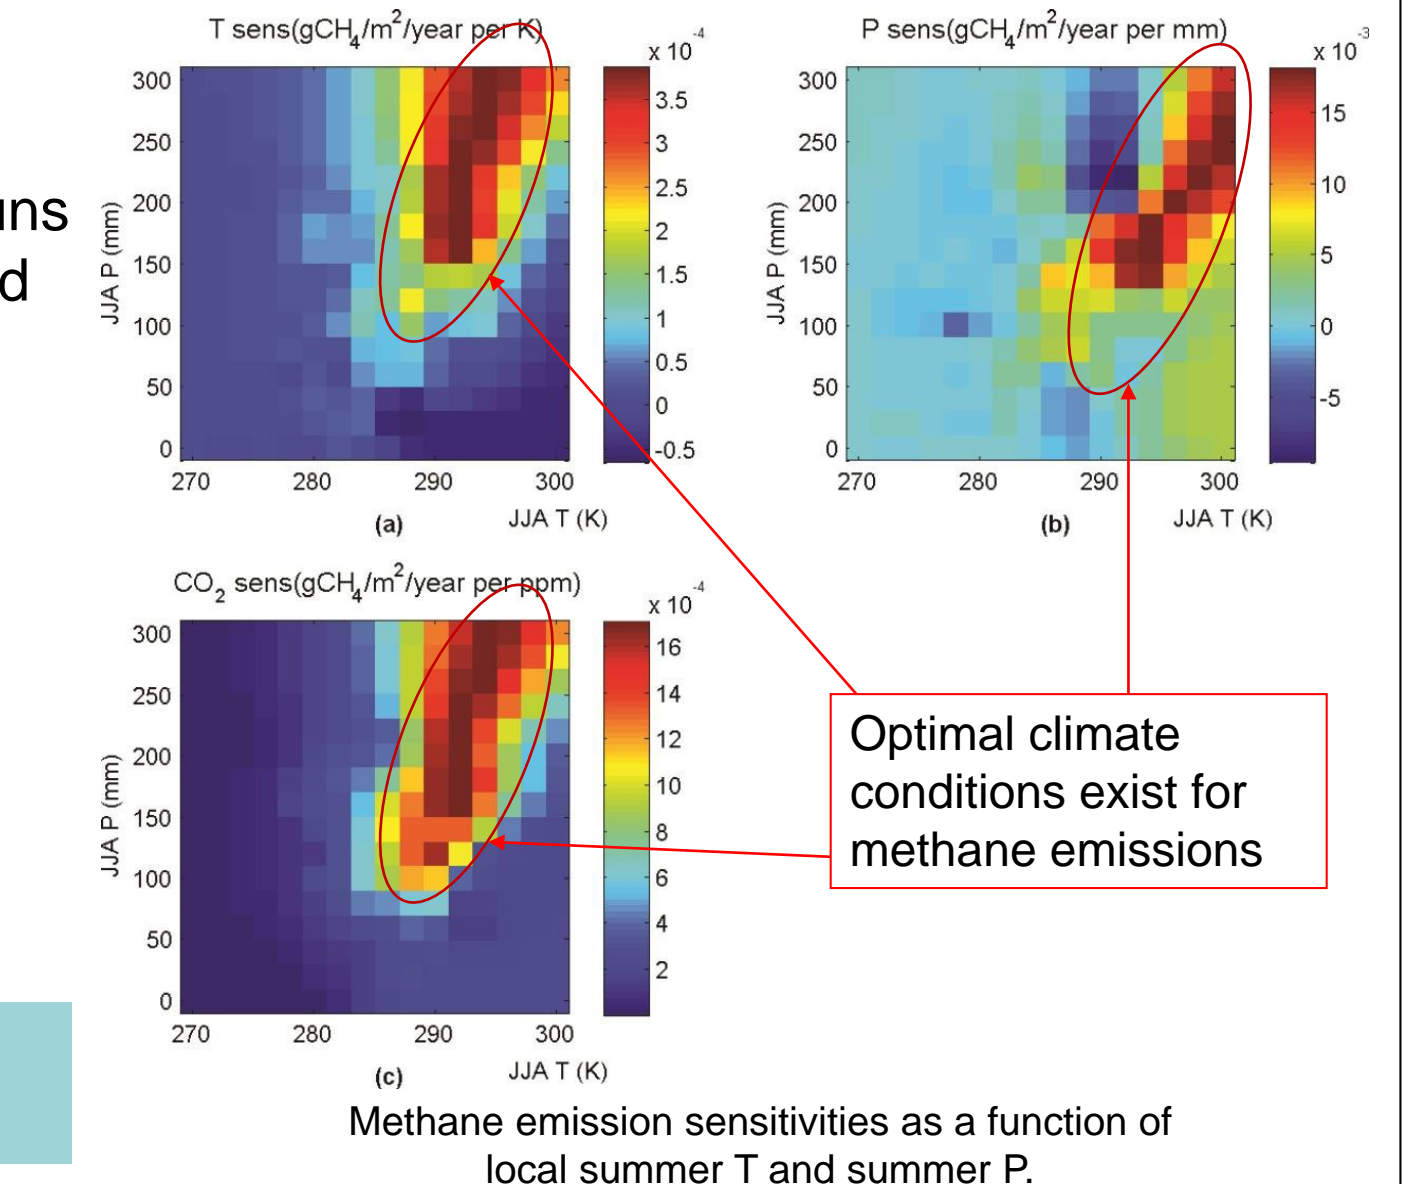 T sens(gCH4/m2/year per K)
x 10-4
300
250
200
150
100
50
0
JJA P (mm)
270 280 290 300
JJA T (K)
(a)
3.5
3
2.5
2
1.5
1
0.5
0
-0.5
P sens(gCH4/m2/year per mm)
x 10-3
300
250
200
150
100
50
0
JJA P (mm)
270 280 290 300
JJA T (K)
(b)
15
10
5
0
-5
CO2 sens(gCH4/m2/year per ppm)
x 10-4
300
250
200
150
100
50
0
JJA P (mm)
270 280 290 300
JJA T (K)
(c)
16
14
12
10
8
6
4
2
Optimal climate
conditions exist for
methane emissions
Methane emission sensitivities as a function of
local summer T and summer P.